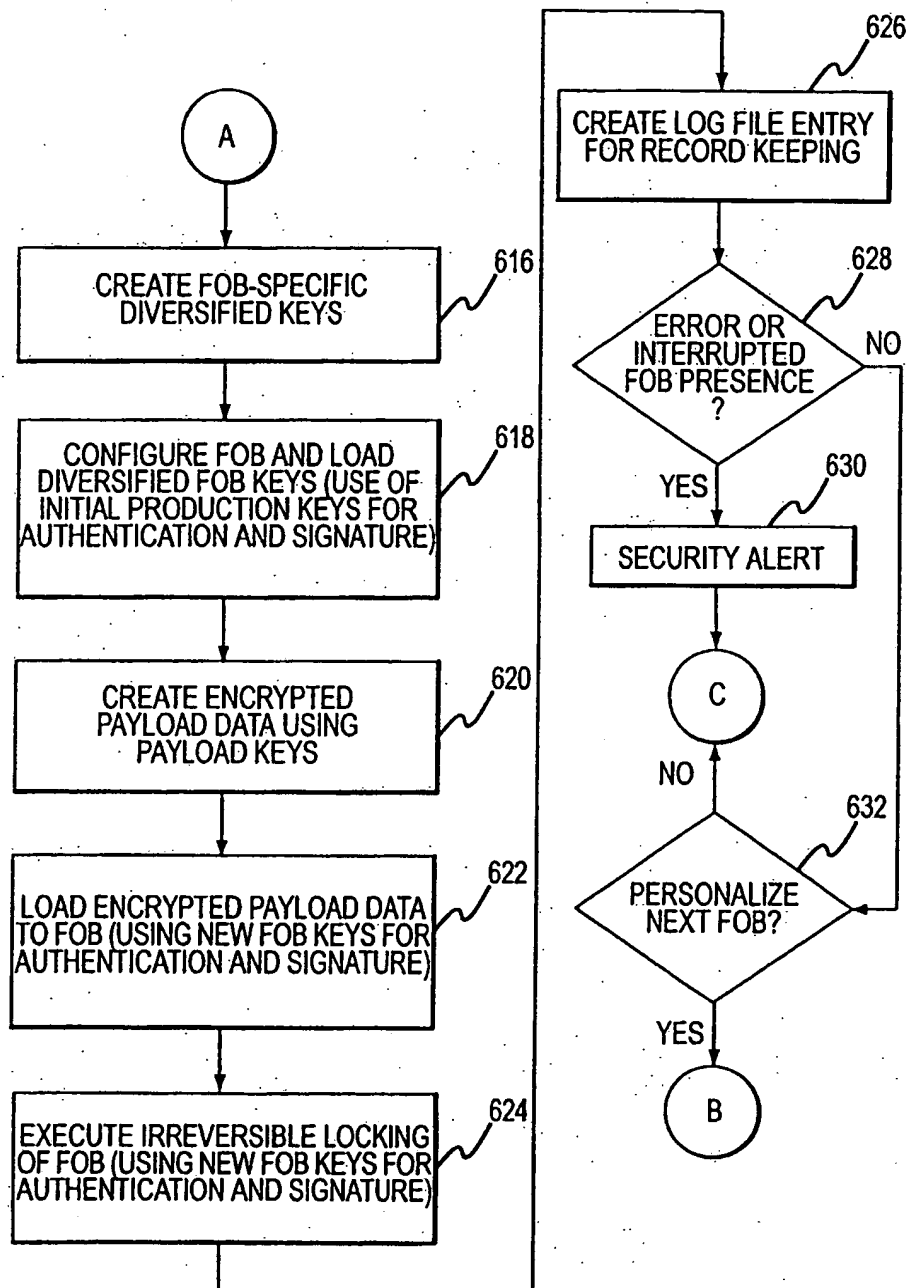 A
CREATE FOB-SPECIFIC
DIVERSIFIED KEYS
616
CONFIGURE FOB AND LOAD
DIVERSIFIED FOB KEYS (USE OF
INITIAL PRODUCTION KEYS FOR
AUTHENTICATION AND SIGNATURE)
618
CREATE ENCRYPTED
PAYLOAD DATA USING
PAYLOAD KEYS
620
LOAD ENCRYPTED PAYLOAD DATA
TO FOB (USING NEW FOB KEYS FOR
AUTHENTICATION AND SIGNATURE)
622
EXECUTE IRREVERSIBLE LOCKING
OF FOB (USING NEW FOB KEYS FOR
AUTHENTICATION AND SIGNATURE)
624
626
CREATE LOG FILE ENTRY
FOR RECORD KEEPING
628
ERROR OR
INTERRUPTED
FOB PRESENCE
?
NO
YES
630
SECURITY ALERT
C
NO
632
PERSONALIZE
NEXT FOB?
YES
B